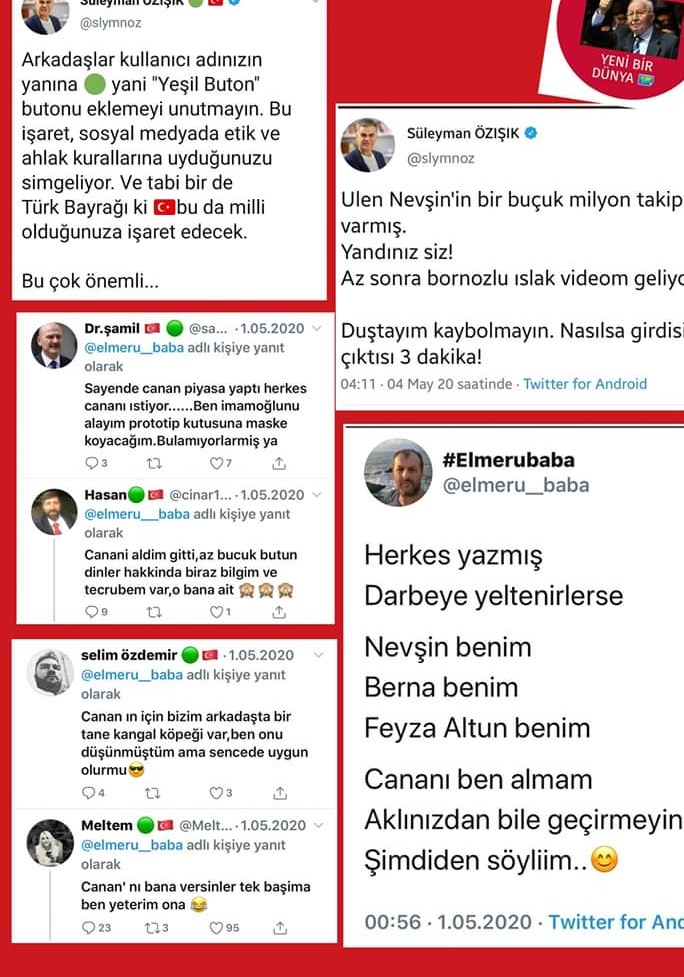 Süleyman ÖZIŞIK
@slymnoz
Arkadaşlar kullanıcı adınızın
yanına 🟢 yani "Yeşil Buton"
butonu eklemeyi unutmayın. Bu
işaret, sosyal medyada etik ve
ahlak kurallarına uyduğunuzu
simgeliyor. Ve tabi bir de
Türk Bayrağı ki 🇹🇷bu da milli
olduğunuza işaret edecek.
Bu çok önemli...
Dr.şamil 🇹🇷 🟢 @sa... · 1.05.2020
@elmeru__baba adlı kişiye yanıt
olarak
Sayende canan piyasa yaptı herkes
cananı ıstiyor......Ben imamoğlunu
alayım prototip kutusuna maske
koyacağım.Bulamıyorlarmiş ya
3 7
Hasan🟢 🇹🇷 @cinar1... · 1.05.2020
@elmeru__baba adlı kişiye yanıt
olarak
Canani aldim gitti,az bucuk butun
dinler hakkinda biraz bilgim ve
tecrubem var,o bana ait 🙈🙈🙈
9 1
selim özdemir 🟢 🇹🇷 · 1.05.2020
@elmeru__baba adlı kişiye yanıt
olarak
Canan ın için bizim arkadaşta bir
tane kangal köpeği var,ben onu
düşünmüştüm ama sencede uygun
olurmu😎
4 3
Meltem 🟢 🇹🇷 @Melt... · 1.05.2020
@elmeru__baba adlı kişiye yanıt
olarak
Canan' nı bana versinler tek başima
ben yeterim ona 😂
23 3 95
YENİ BİR
DÜNYA 🗺️
Süleyman ÖZIŞIK
@slymnoz
Ulen Nevşin'in bir buçuk milyon takip
varmış.
Yandınız siz!
Az sonra bornozlu ıslak videom geliyo
Duştayım kaybolmayın. Nasılsa girdisi
çıktısı 3 dakika!
04:11 · 04 May 20 saatinde · Twitter for Android
#Elmerubaba
@elmeru__baba
Herkes yazmış
Darbeye yeltenirlerse
Nevşin benim
Berna benim
Feyza Altun benim
Cananı ben almam
Aklınızdan bile geçirmeyin
Şimdiden söyliim..😊
00:56 · 1.05.2020 · Twitter for And